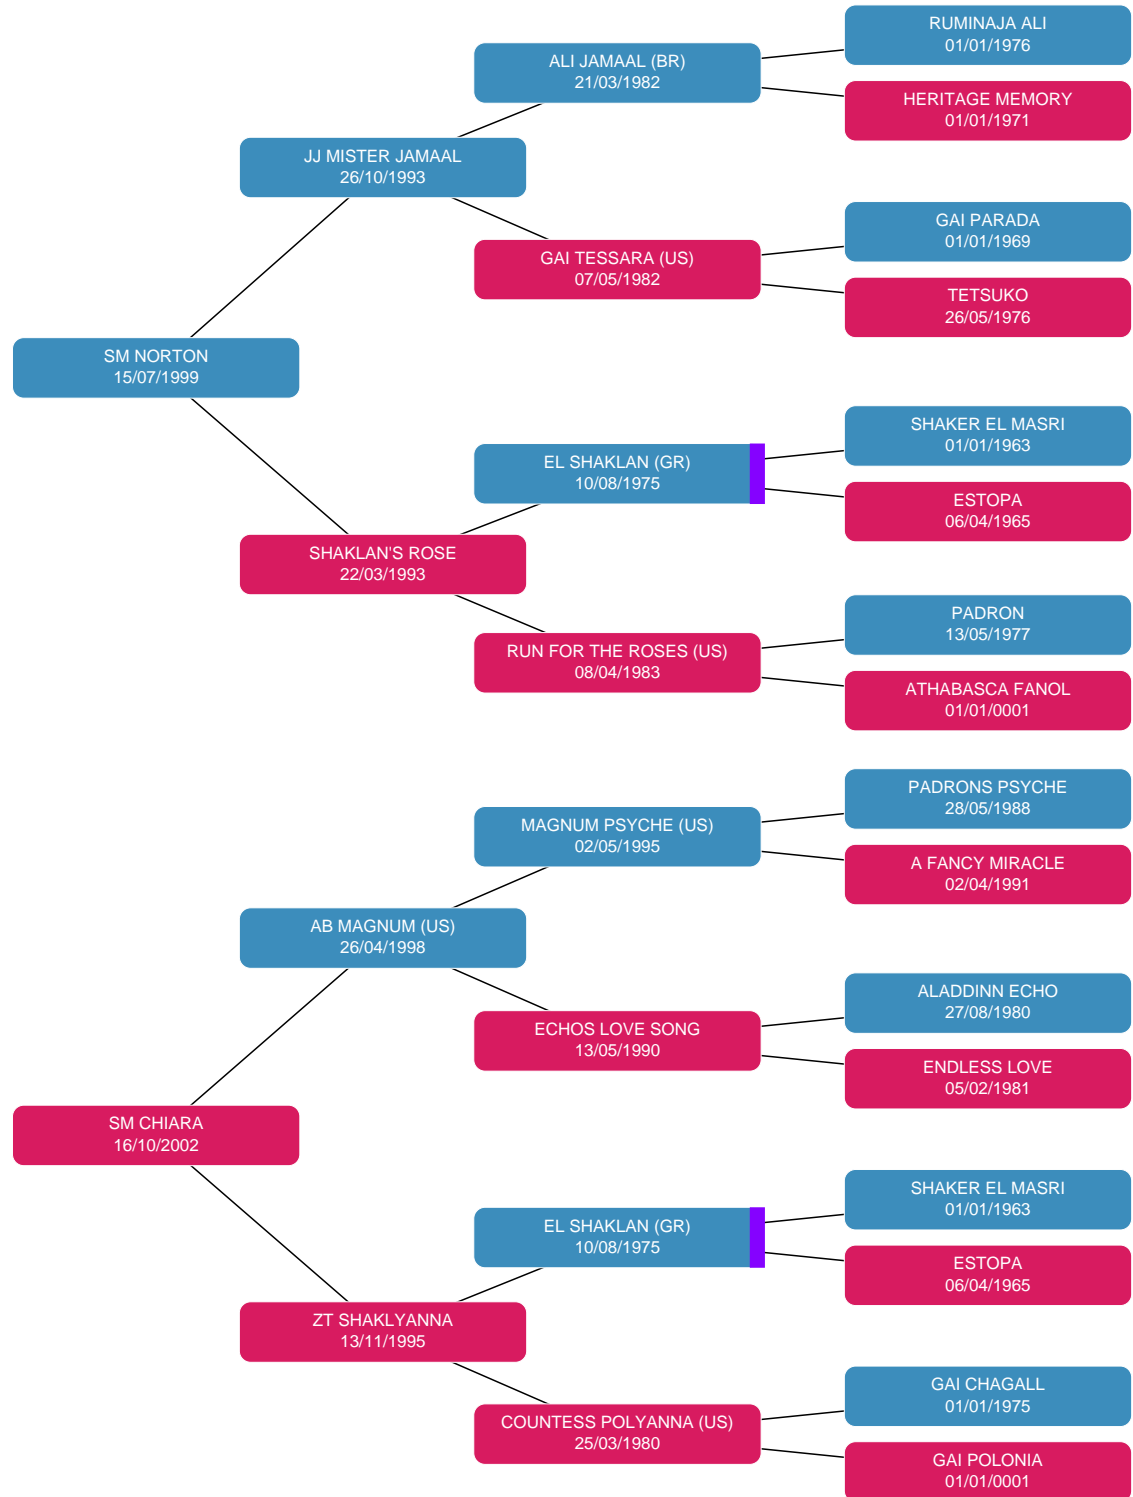 RUMINAJA ALI
01/01/1976
ALI JAMAAL (BR)
21/03/1982
HERITAGE MEMORY
01/01/1971
JJ MISTER JAMAAL
26/10/1993
GAI PARADA
01/01/1969
GAI TESSARA (US)
07/05/1982
TETSUKO
26/05/1976
SM NORTON
15/07/1999
SHAKER EL MASRI
01/01/1963
EL SHAKLAN (GR)
10/08/1975
ESTOPA
06/04/1965
SHAKLAN'S ROSE
22/03/1993
PADRON
13/05/1977
RUN FOR THE ROSES (US)
08/04/1983
ATHABASCA FANOL
01/01/0001
PADRONS PSYCHE
28/05/1988
MAGNUM PSYCHE (US)
02/05/1995
A FANCY MIRACLE
02/04/1991
AB MAGNUM (US)
26/04/1998
ALADDINN ECHO
27/08/1980
ECHOS LOVE SONG
13/05/1990
ENDLESS LOVE
05/02/1981
SM CHIARA
16/10/2002
SHAKER EL MASRI
01/01/1963
EL SHAKLAN (GR)
10/08/1975
ESTOPA
06/04/1965
ZT SHAKLYANNA
13/11/1995
GAI CHAGALL
01/01/1975
COUNTESS POLYANNA (US)
25/03/1980
GAI POLONIA
01/01/0001